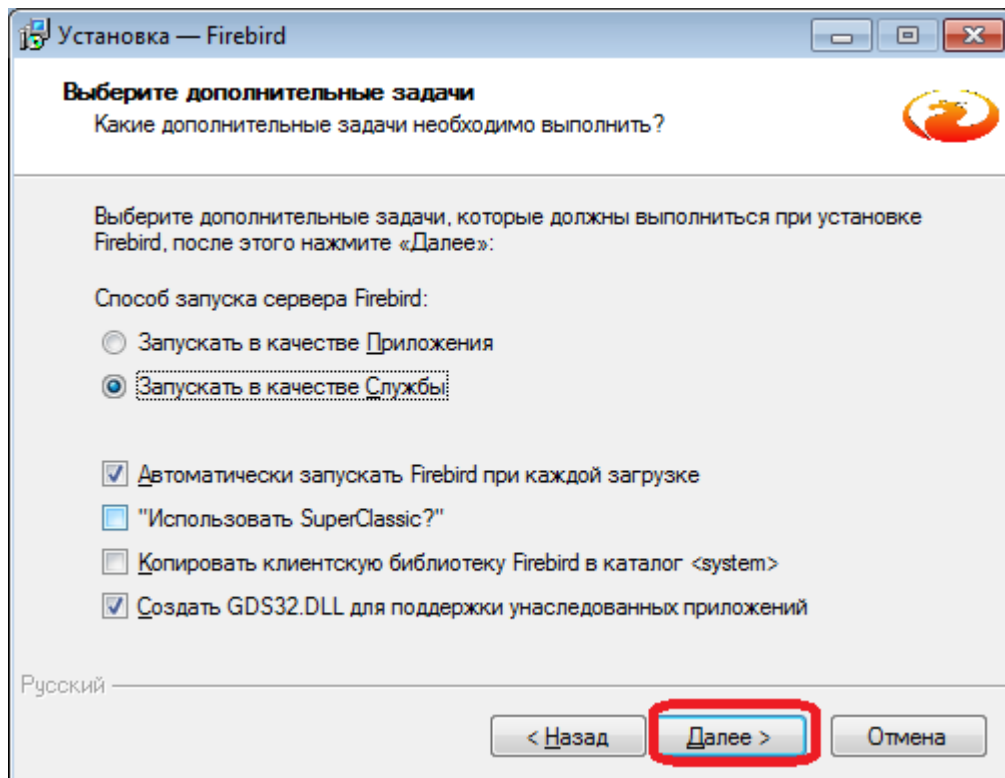 Установка — Firebird
Выберите дополнительные задачи
Какие дополнительные задачи необходимо выполнить?
Выберите дополнительные задачи, которые должны выполниться при установке
Firebird, после этого нажмите «Далее»:
Способ запуска сервера Firebird:
Запускать в качестве Приложения
Запускать в качестве Службы
Автоматически запускать Firebird при каждой загрузке
"Использовать SuperClassic?"
Копировать клиентскую библиотеку Firebird в каталог <system>
Создать GDS32.DLL для поддержки унаследованных приложений
Русский
< Назад
Далее >
Отмена